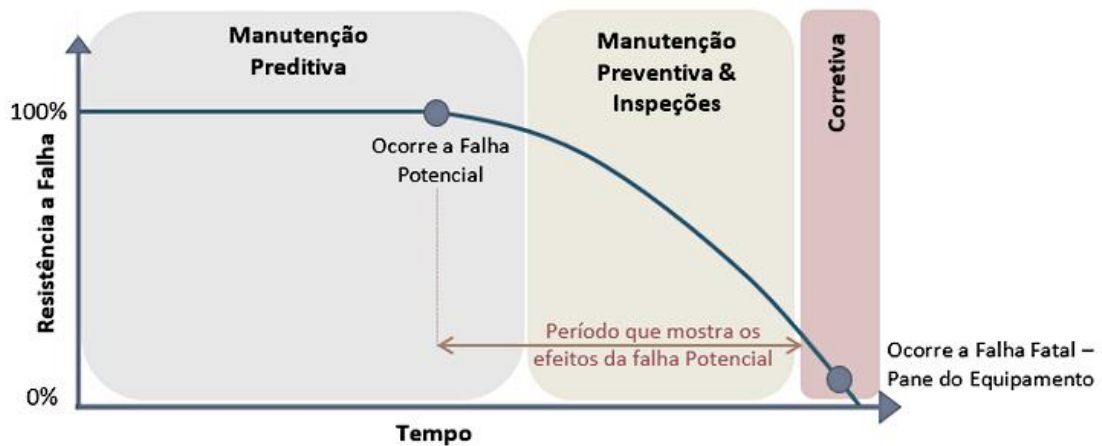 Manutenção
Preditiva
Manutenção
Preventiva &
Inspeções
Corretiva
100%
Ocorre a Falha
Potencial
Resistência a Falha
Período que mostra os
efeitos da falha Potencial
Ocorre a Falha Fatal –
Pane do Equipamento
0%
Tempo